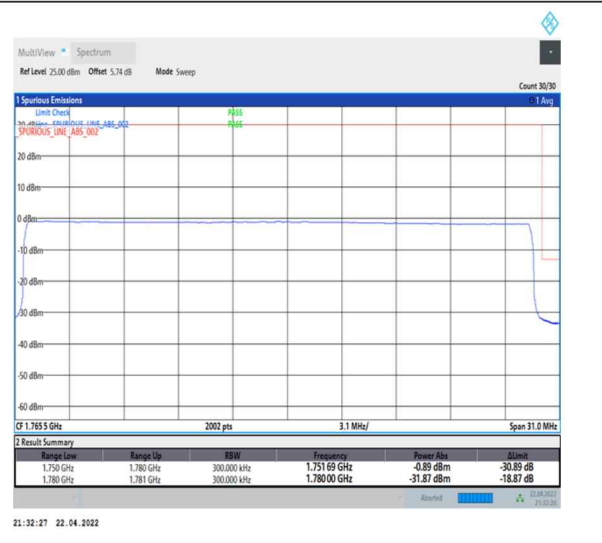 MultiView Spectrum
Ref Level 25.00 dBm Offset 5.74 dB Mode Sweep
Count 30/30
1 Spurious Emissions 1 Avg
Limit Check PASS
Line SPURIOUS_LINE_ABS_002 PASS
SPURIOUS_LINE_ABS_002
20 dBm
10 dBm
0 dBm
-10 dBm
-20 dBm
-30 dBm
-40 dBm
-50 dBm
-60 dBm
CF 1.765 5 GHz 2002 pts 3.1 MHz/ Span 31.0 MHz
2 Result Summary
Range Low Range Up RBW Frequency Power Abs ΔLimit
1.750 GHz 1.780 GHz 300.000 kHz 1.751 69 GHz -0.89 dBm -30.89 dB
1.780 GHz 1.781 GHz 300.000 kHz 1.780 00 GHz -31.87 dBm -18.87 dB
Aborted 22.04.2022
21:32:26
21:32:27 22.04.2022